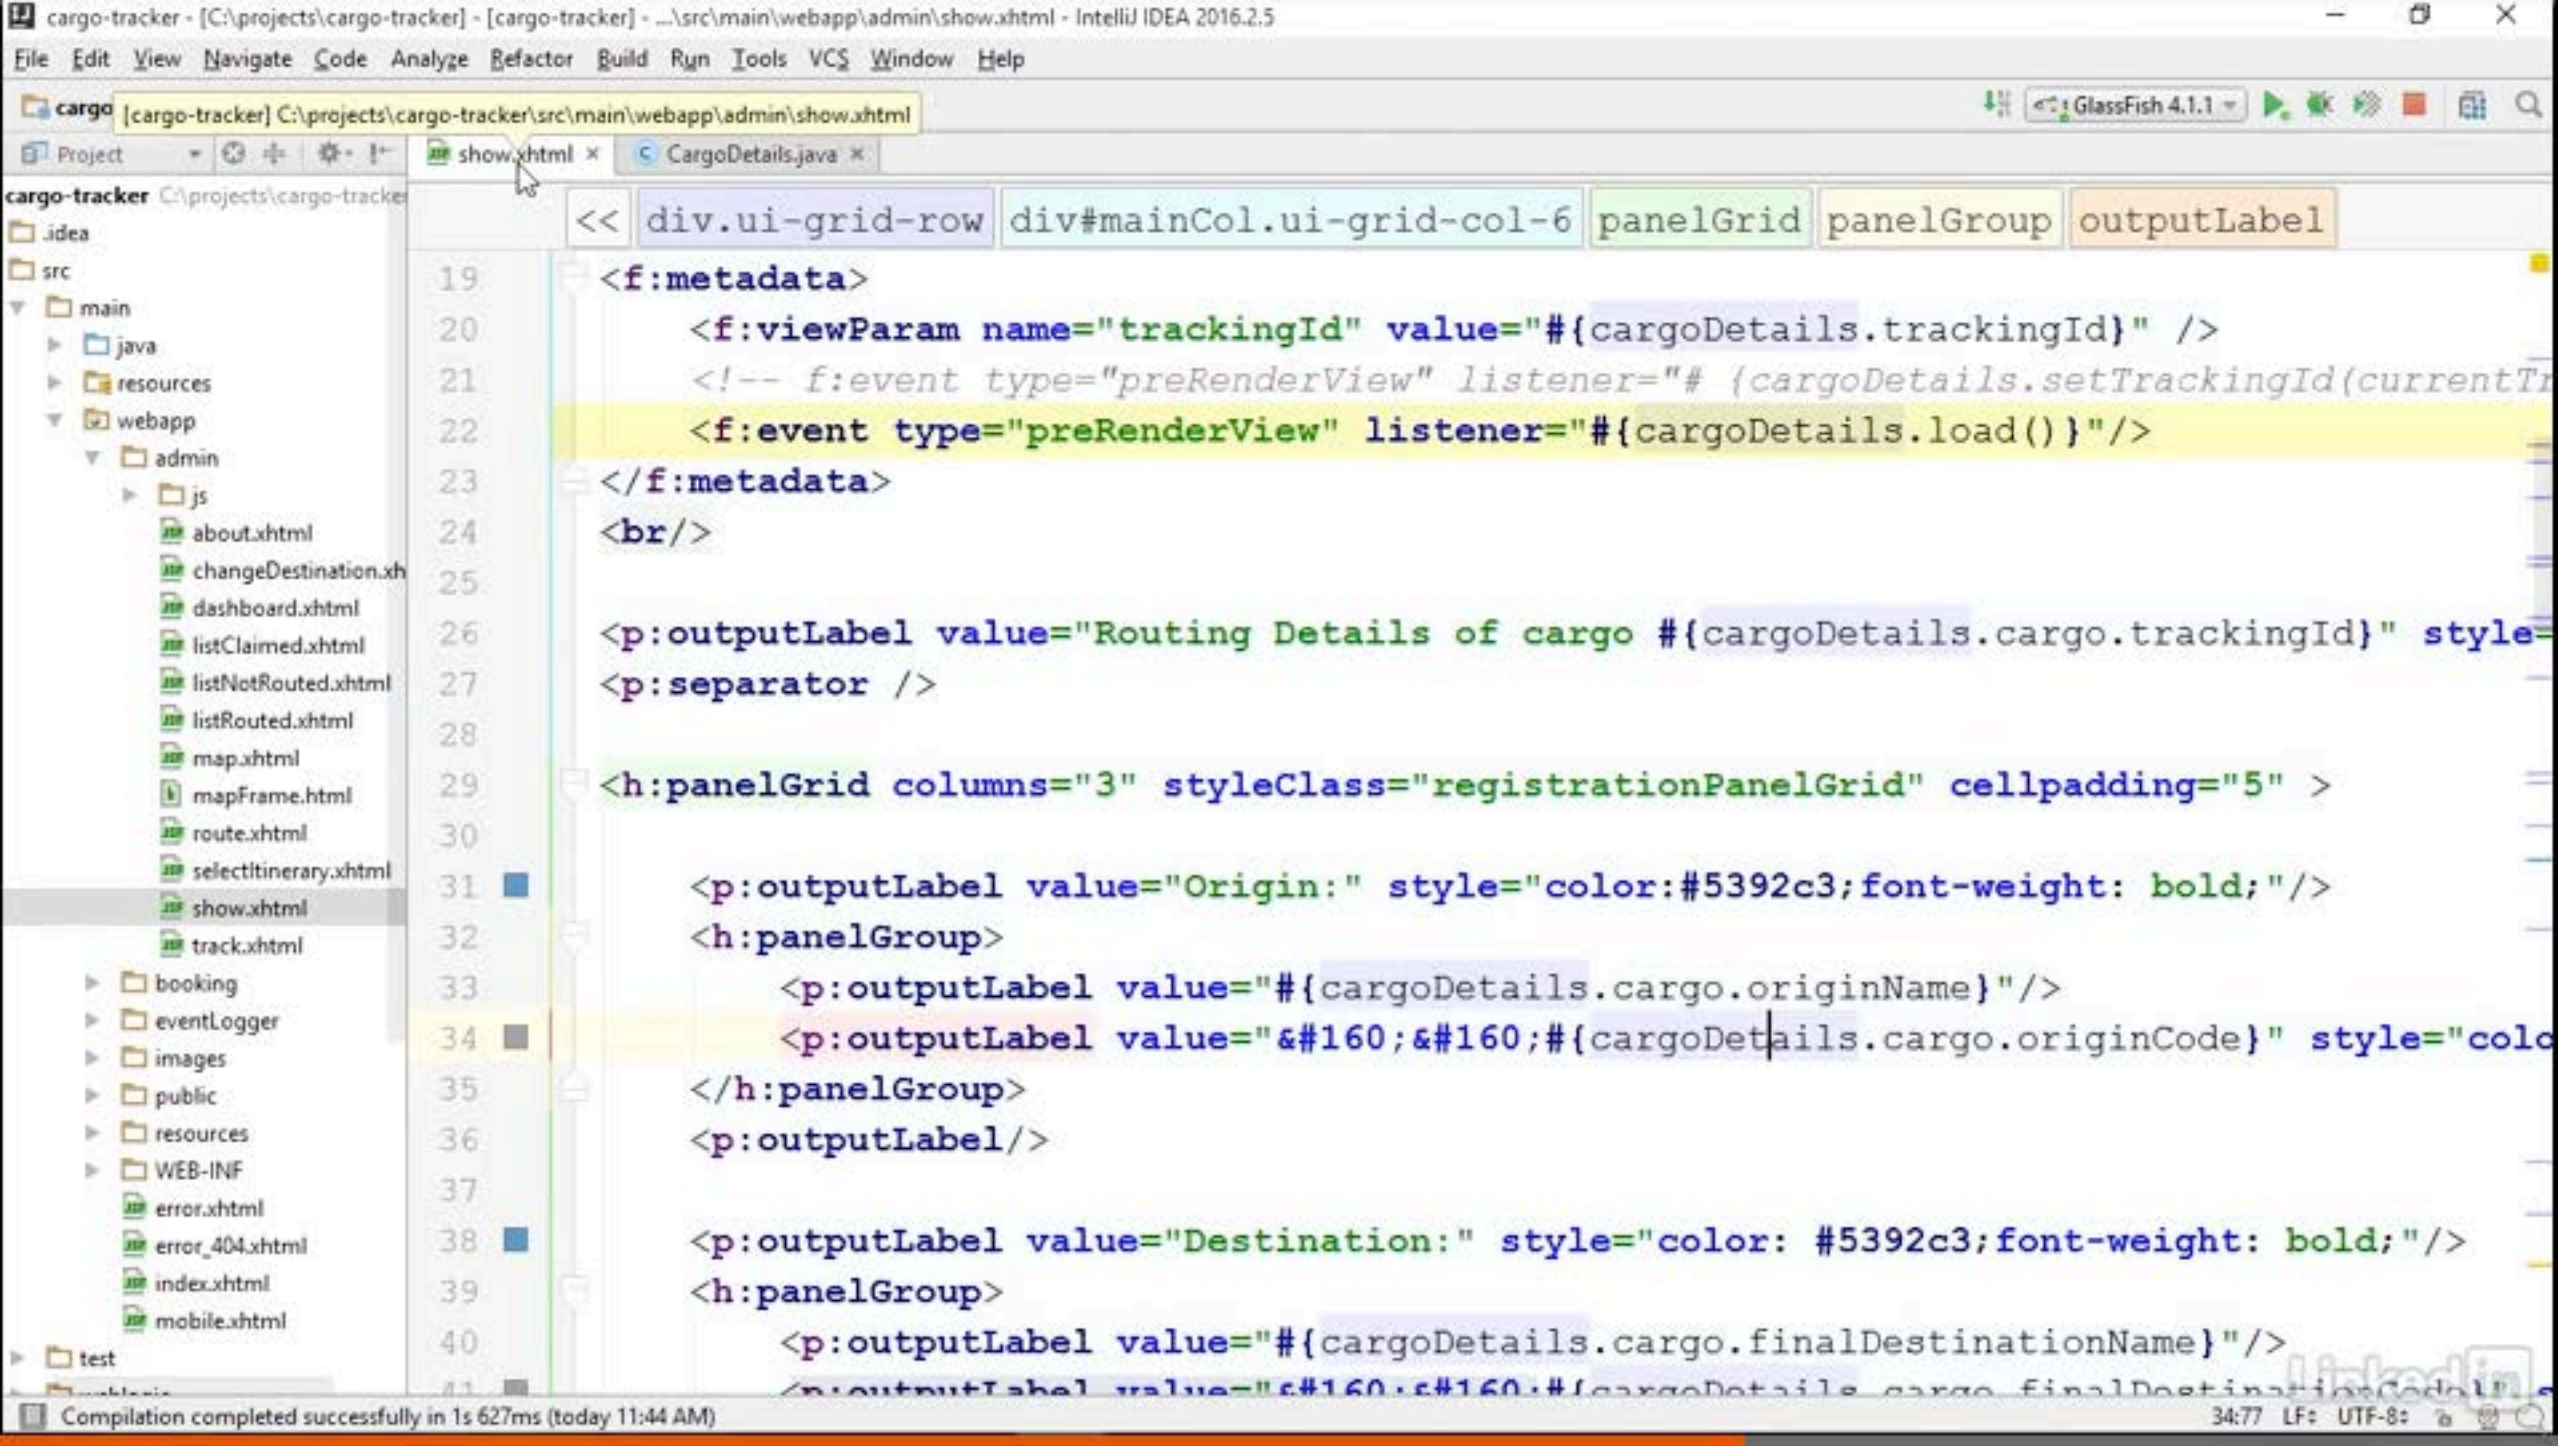 cargo-tracker - [C:\projects\cargo-tracker] - [cargo-tracker] - ...\src\main\webapp\admin\show.xhtml - IntelliJ IDEA 2016.2.5
File Edit View Navigate Code Analyze Refactor Build Run Tools VCS Window Help
cargo
[cargo-tracker] C:\projects\cargo-tracker\src\main\webapp\admin\show.xhtml
GlassFish 4.1.1
Project
show.xhtml
CargoDetails.java
cargo-tracker C:\projects\cargo-tracker
.idea
src
main
java
resources
webapp
admin
js
about.xhtml
changeDestination.xh
dashboard.xhtml
listClaimed.xhtml
listNotRouted.xhtml
listRouted.xhtml
map.xhtml
mapFrame.html
route.xhtml
selectItinerary.xhtml
show.xhtml
track.xhtml
booking
eventLogger
images
public
resources
WEB-INF
error.xhtml
error_404.xhtml
index.xhtml
mobile.xhtml
test
<< div.ui-grid-row div#mainCol.ui-grid-col-6 panelGrid panelGroup outputLabel
19 <f:metadata>
20 <f:viewParam name="trackingId" value="#{cargoDetails.trackingId}" />
21 <!-- f:event type="preRenderView" listener="# {cargoDetails.setTrackingId(currentTr
22 <f:event type="preRenderView" listener="#{cargoDetails.load()}"/>
23 </f:metadata>
24 <br/>
25
26 <p:outputLabel value="Routing Details of cargo #{cargoDetails.cargo.trackingId}" style=
27 <p:separator />
28
29 <h:panelGrid columns="3" styleClass="registrationPanelGrid" cellpadding="5" >
30
31 <p:outputLabel value="Origin:" style="color:#5392c3;font-weight: bold;"/>
32 <h:panelGroup>
33 <p:outputLabel value="#{cargoDetails.cargo.originName}"/>
34 <p:outputLabel value="&#160;&#160;#{cargoDetails.cargo.originCode}" style="colo
35 </h:panelGroup>
36 <p:outputLabel/>
37
38 <p:outputLabel value="Destination:" style="color: #5392c3;font-weight: bold;"/>
39 <h:panelGroup>
40 <p:outputLabel value="#{cargoDetails.cargo.finalDestinationName}"/>
41 <p:outputLabel value="&#160;&#160;#{cargoDetails.cargo.finalDestinationCode}"
Linked in
Compilation completed successfully in 1s 627ms (today 11:44 AM)
34:77 LF÷ UTF-8÷